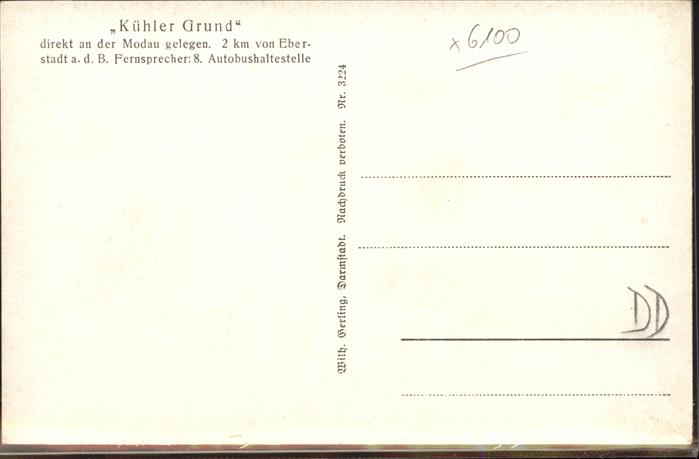 „Kühler Grund“
direkt an der Modau gelegen. 2 km von Eber-
stadt a. d. B. Fernsprecher: 8. Autobushaltestelle
x 6100
Wilh. Gerling, Darmstadt. Nachdruck verboten. Nr. 3224
DD